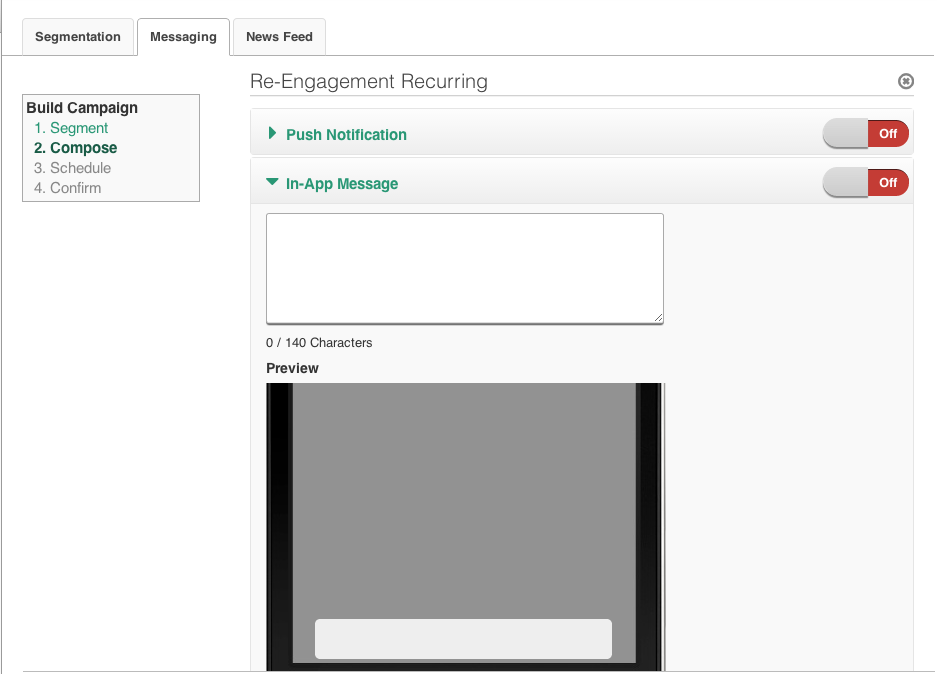 Segmentation
Messaging
News Feed
Build Campaign
1. Segment
2. Compose
3. Schedule
4. Confirm
Re-Engagement Recurring
Push Notification
Off
In-App Message
Off
0 / 140 Characters
Preview